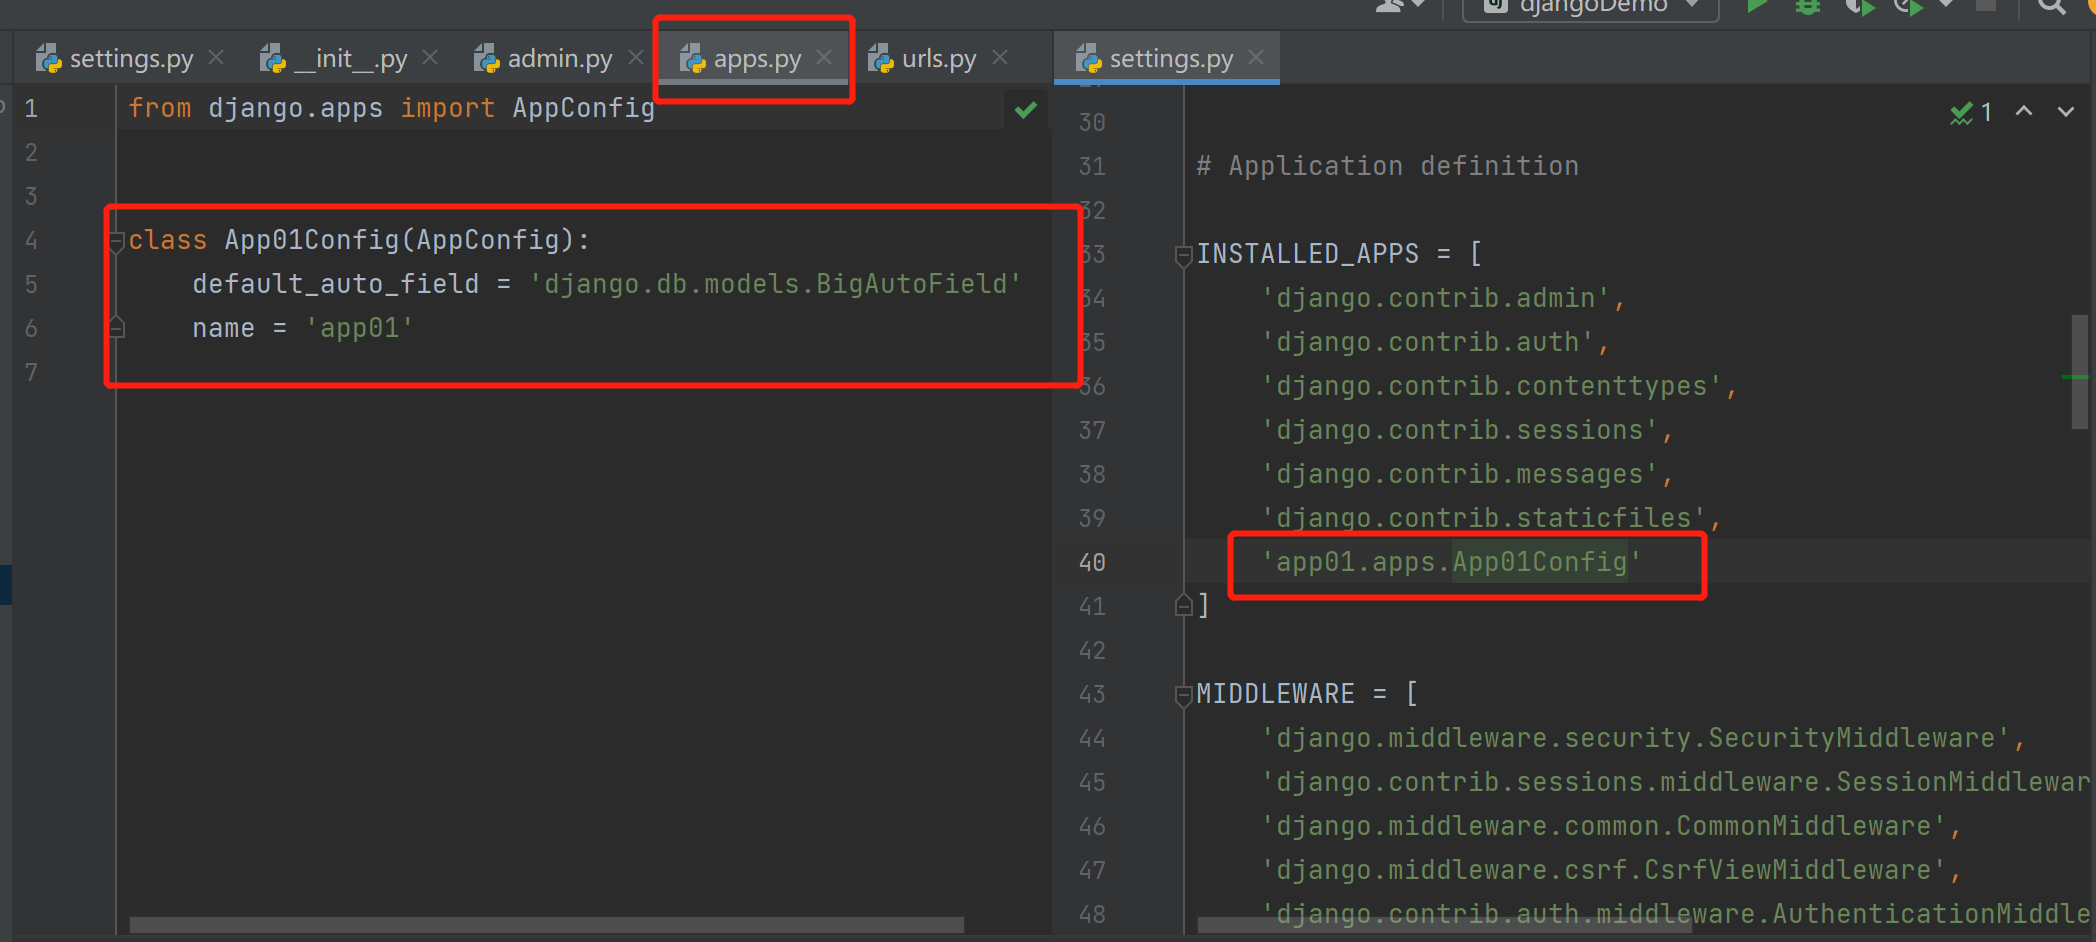 djangoDemo
settings.py
__init__.py
admin.py
apps.py
urls.py
settings.py
1 from django.apps import AppConfig
2
3
4 class App01Config(AppConfig):
5 default_auto_field = 'django.db.models.BigAutoField'
6 name = 'app01'
7
1
30
31 # Application definition
32
33 INSTALLED_APPS = [
34 'django.contrib.admin',
35 'django.contrib.auth',
36 'django.contrib.contenttypes',
37 'django.contrib.sessions',
38 'django.contrib.messages',
39 'django.contrib.staticfiles',
40 'app01.apps.App01Config'
41 ]
42
43 MIDDLEWARE = [
44 'django.middleware.security.SecurityMiddleware',
45 'django.contrib.sessions.middleware.SessionMiddlewar
46 'django.middleware.common.CommonMiddleware',
47 'django.middleware.csrf.CsrfViewMiddleware',
48 'django.contrib.auth.middleware.AuthenticationMiddle